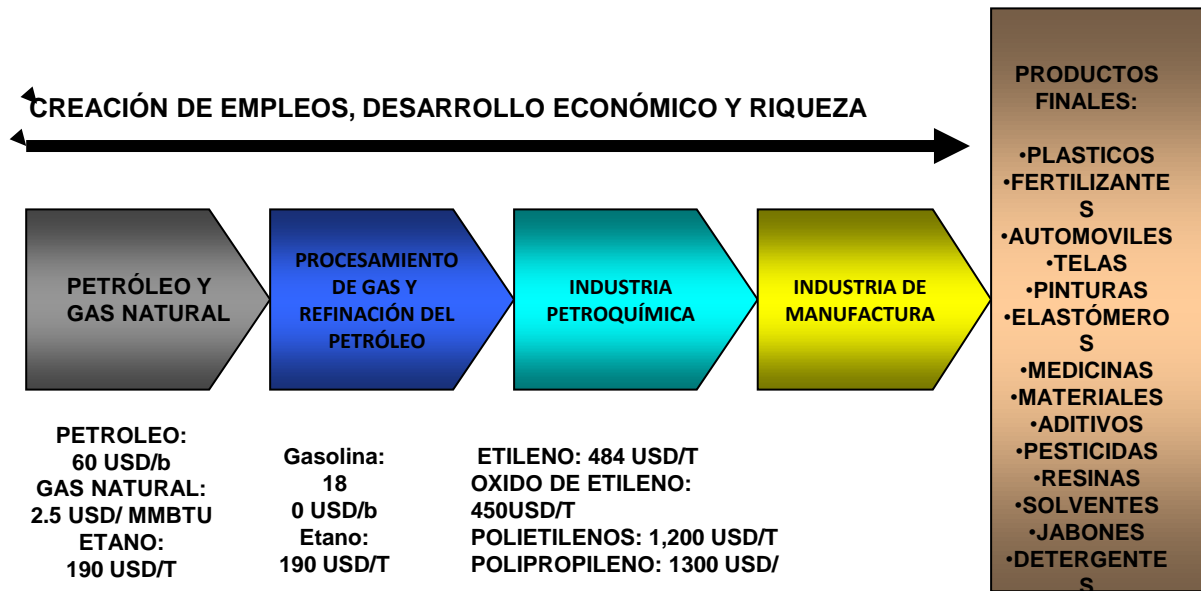 CREACIÓN DE EMPLEOS, DESARROLLO ECONÓMICO Y RIQUEZA
PETRÓLEO Y
GAS NATURAL
PROCESAMIENTO
DE GAS Y
REFINACIÓN DEL
PETRÓLEO
INDUSTRIA
PETROQUÍMICA
INDUSTRIA DE
MANUFACTURA
PETROLEO:
60 USD/b
GAS NATURAL:
2.5 USD/ MMBTU
ETANO:
190 USD/T
Gasolina:
18
0 USD/b
Etano:
190 USD/T
ETILENO: 484 USD/T
OXIDO DE ETILENO:
450USD/T
POLIETILENOS: 1,200 USD/T
POLIPROPILENO: 1300 USD/
PRODUCTOS
FINALES:
•PLASTICOS
•FERTILIZANTE
S
•AUTOMOVILES
•TELAS
•PINTURAS
•ELASTÓMERO
S
•MEDICINAS
•MATERIALES
•ADITIVOS
•PESTICIDAS
•RESINAS
•SOLVENTES
•JABONES
•DETERGENTE
S